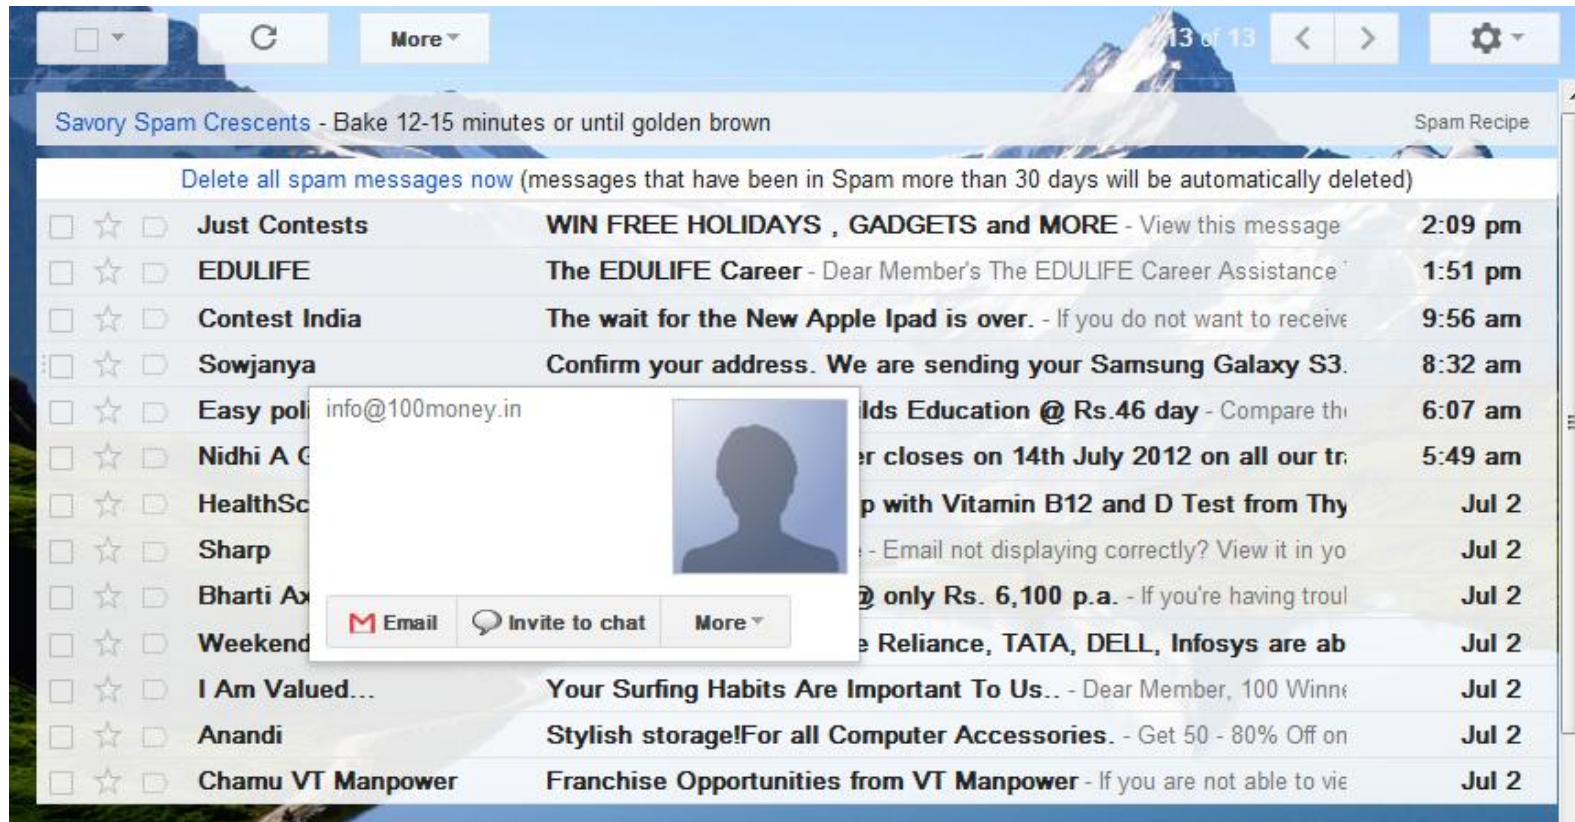 More
13 of 13
Savory Spam Crescents - Bake 12-15 minutes or until golden brown Spam Recipe
Delete all spam messages now (messages that have been in Spam more than 30 days will be automatically deleted)
Just Contests WIN FREE HOLIDAYS , GADGETS and MORE - View this message 2:09 pm
EDULIFE The EDULIFE Career - Dear Member's The EDULIFE Career Assistance 1:51 pm
Contest India The wait for the New Apple Ipad is over. - If you do not want to receive 9:56 am
Sowjanya Confirm your address. We are sending your Samsung Galaxy S3. 8:32 am
Easy poli lds Education @ Rs.46 day - Compare the 6:07 am
info@100money.in
Nidhi A G er closes on 14th July 2012 on all our tra 5:49 am
HealthSc p with Vitamin B12 and D Test from Thy Jul 2
Sharp - Email not displaying correctly? View it in yo Jul 2
Bharti Ax @ only Rs. 6,100 p.a. - If you're having troul Jul 2
Email Invite to chat More
Weekend e Reliance, TATA, DELL, Infosys are ab Jul 2
I Am Valued... Your Surfing Habits Are Important To Us.. - Dear Member, 100 Winne Jul 2
Anandi Stylish storage!For all Computer Accessories. - Get 50 - 80% Off on Jul 2
Chamu VT Manpower Franchise Opportunities from VT Manpower - If you are not able to vie Jul 2